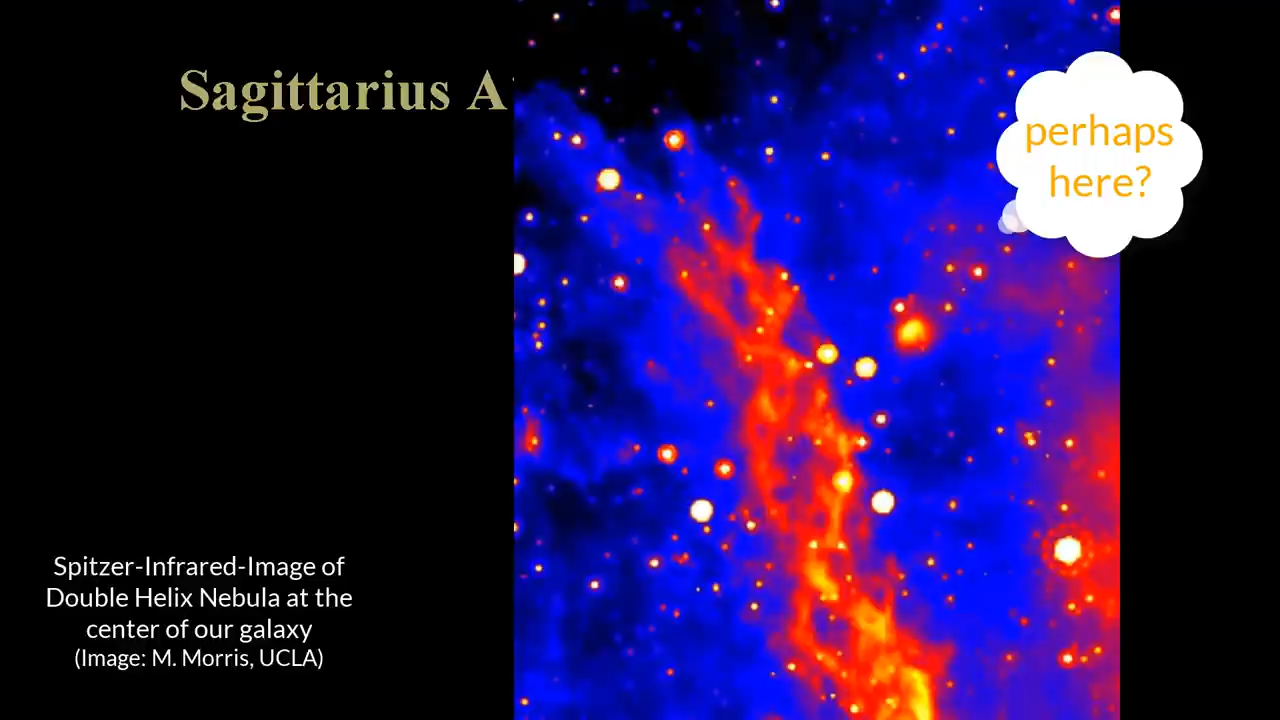 Sagittarius A
perhaps
here?
Spitzer-Infrared-Image of
Double Helix Nebula at the
center of our galaxy
(Image: M. Morris, UCLA)